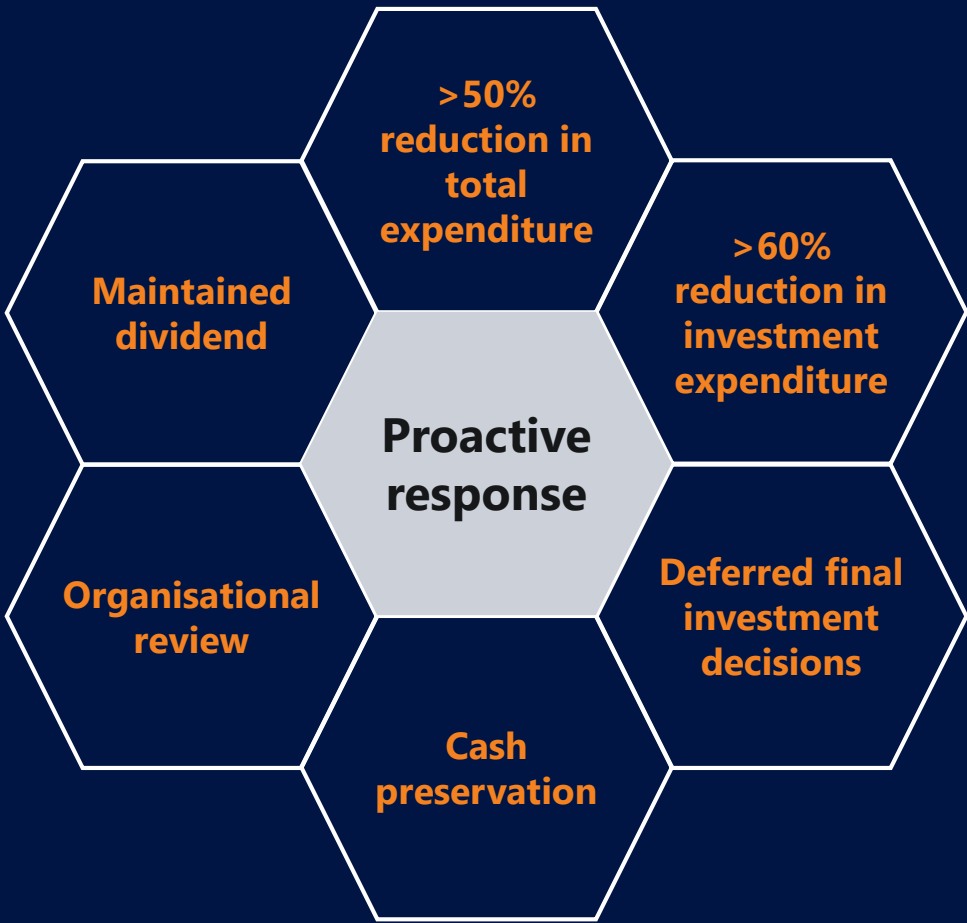 >50%
reduction in
total
expenditure
>60%
reduction in
investment
expenditure
Maintained
dividend
Proactive
response
Organisational
review
Deferred final
investment
decisions
Cash
preservation